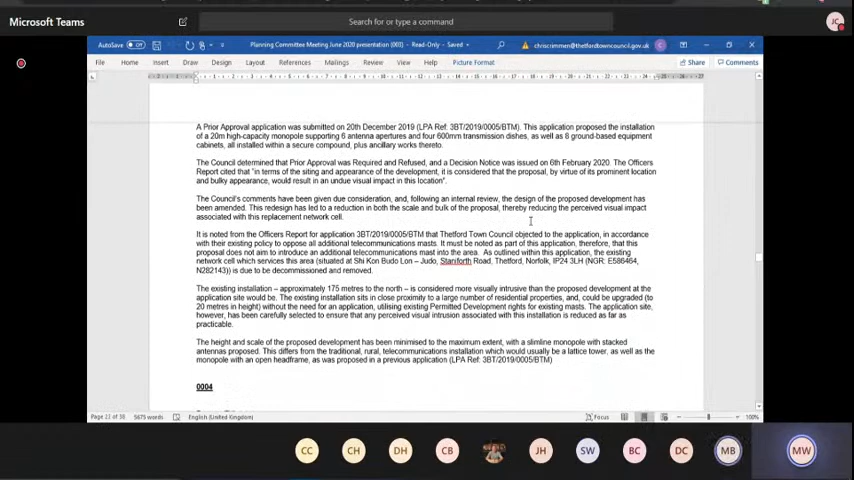 Microsoft Teams
Search for or type a command
JC
AutoSave Off
Planning Committee Meeting June 2020 presentation (003) - Read-Only - Saved
chriscrimmen@thetfordtowncouncil.gov.uk
C
File Home Insert Draw Design Layout References Mailings Review View Help Picture Format
Share Comments
A Prior Approval application was submitted on 20th December 2019 (LPA Ref: 3BT/2019/0005/BTM). This application proposed the installation
of a 20m high-capacity monopole supporting 6 antenna apertures and four 600mm transmission dishes, as well as 8 ground-based equipment
cabinets, all installed within a secure compound, plus ancillary works thereto.
The Council determined that Prior Approval was Required and Refused, and a Decision Notice was issued on 6th February 2020. The Officers
Report cited that "in terms of the siting and appearance of the development, it is considered that the proposal, by virtue of its prominent location
and bulky appearance, would result in an undue visual impact in this location".
The Council's comments have been given due consideration, and, following an internal review, the design of the proposed development has
been amended. This redesign has led to a reduction in both the scale and bulk of the proposal, thereby reducing the perceived visual impact
associated with this replacement network cell.
It is noted from the Officers Report for application 3BT/2019/0005/BTM that Thetford Town Council objected to the application, in accordance
with their existing policy to oppose all additional telecommunications masts. It must be noted as part of this application, therefore, that this
proposal does not aim to introduce an additional telecommunications mast into the area. As outlined within this application, the existing
network cell which services this area (situated at Shi Kon Budo Lon – Judo, Staniforth Road, Thetford, Norfolk, IP24 3LH (NGR: E586464,
N282143)) is due to be decommissioned and removed.
The existing installation – approximately 175 metres to the north – is considered more visually intrusive than the proposed development at the
application site would be. The existing installation sits in close proximity to a large number of residential properties, and, could be upgraded (to
20 metres in height) without the need for an application, utilising existing Permitted Development rights for existing masts. The application site,
however, has been carefully selected to ensure that any perceived visual intrusion associated with this installation is reduced as far as
practicable.
The height and scale of the proposed development has been minimised to the maximum extent, with a slimline monopole with stacked
antennas proposed. This differs from the traditional, rural, telecommunications installation which would usually be a lattice tower, as well as the
monopole with an open headframe, as was proposed in a previous application (LPA Ref: 3BT/2019/0005/BTM)
0004
Page 22 of 38 5675 words English (United Kingdom) Focus 100%
CC CH DH CB JH SW BC DC MB MW